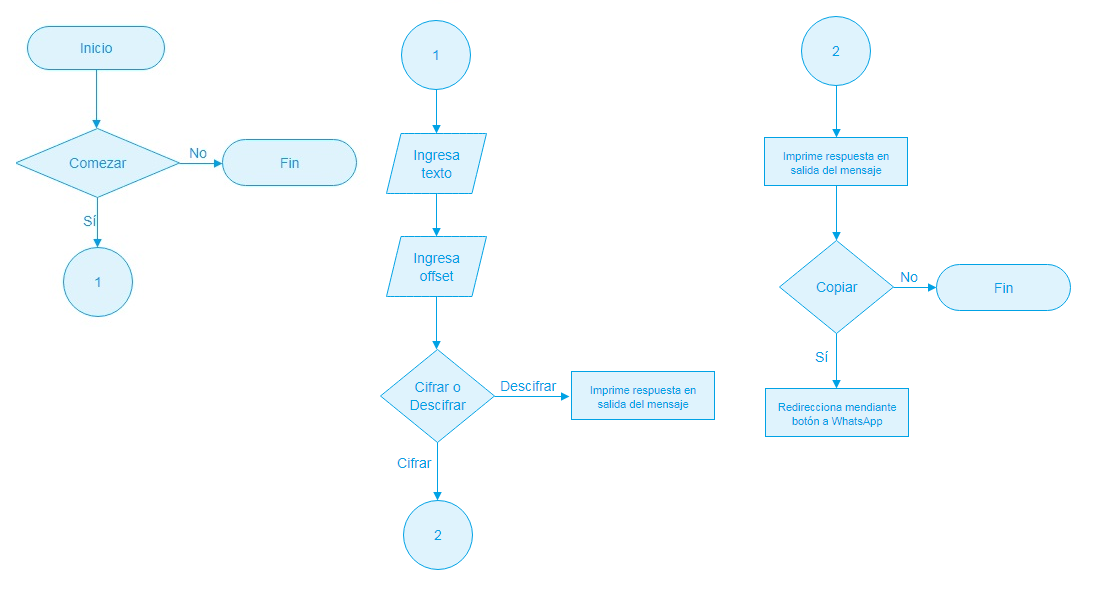 Inicio
Comezar
No
Fin
Sí
1
1
Ingresa
texto
Ingresa
offset
Cifrar o
Descifrar
Descifrar
Imprime respuesta en
salida del mensaje
Cifrar
2
2
Imprime respuesta en
salida del mensaje
Copiar
No
Fin
Sí
Redirecciona mendiante
botón a WhatsApp